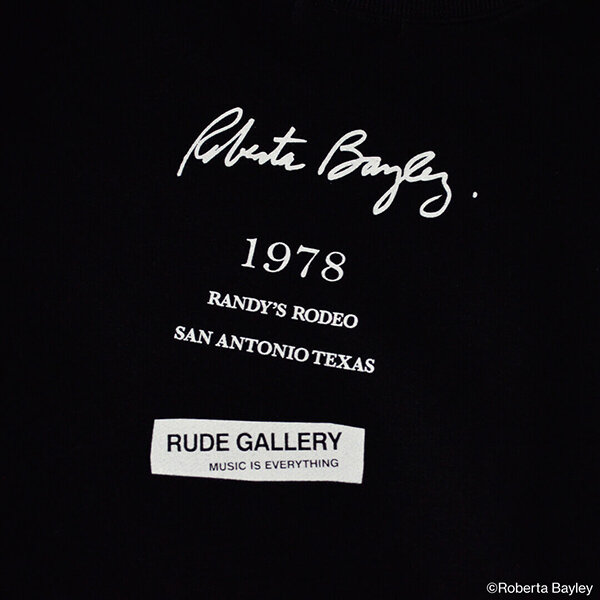 Roberta Bayley.
1978
RANDY'S RODEO
SAN ANTONIO TEXAS
RUDE GALLERY
MUSIC IS EVERYTHING
©Roberta Bayley